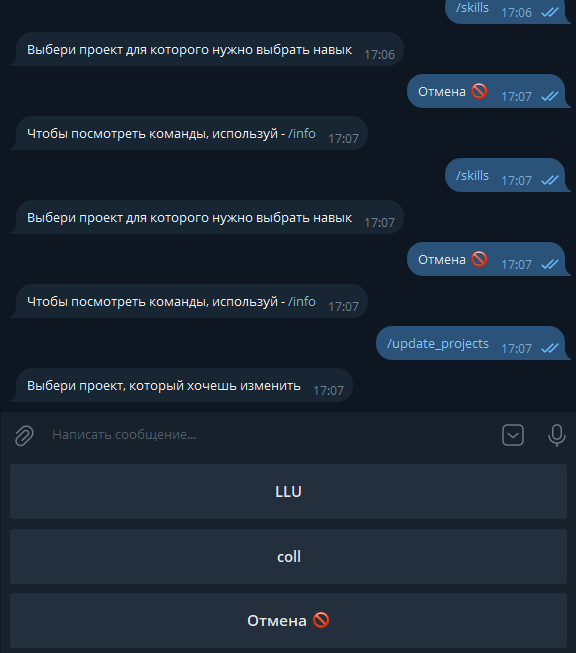 /skills 17:06
Выбери проект для которого нужно выбрать навык 17:06
Отмена 🚫 17:07
Чтобы посмотреть команды, используй - /info 17:07
/skills 17:07
Выбери проект для которого нужно выбрать навык 17:07
Отмена 🚫 17:07
Чтобы посмотреть команды, используй - /info 17:07
/update_projects 17:07
Выбери проект, который хочешь изменить 17:07
Написать сообщение...
LLU
coll
Отмена 🚫